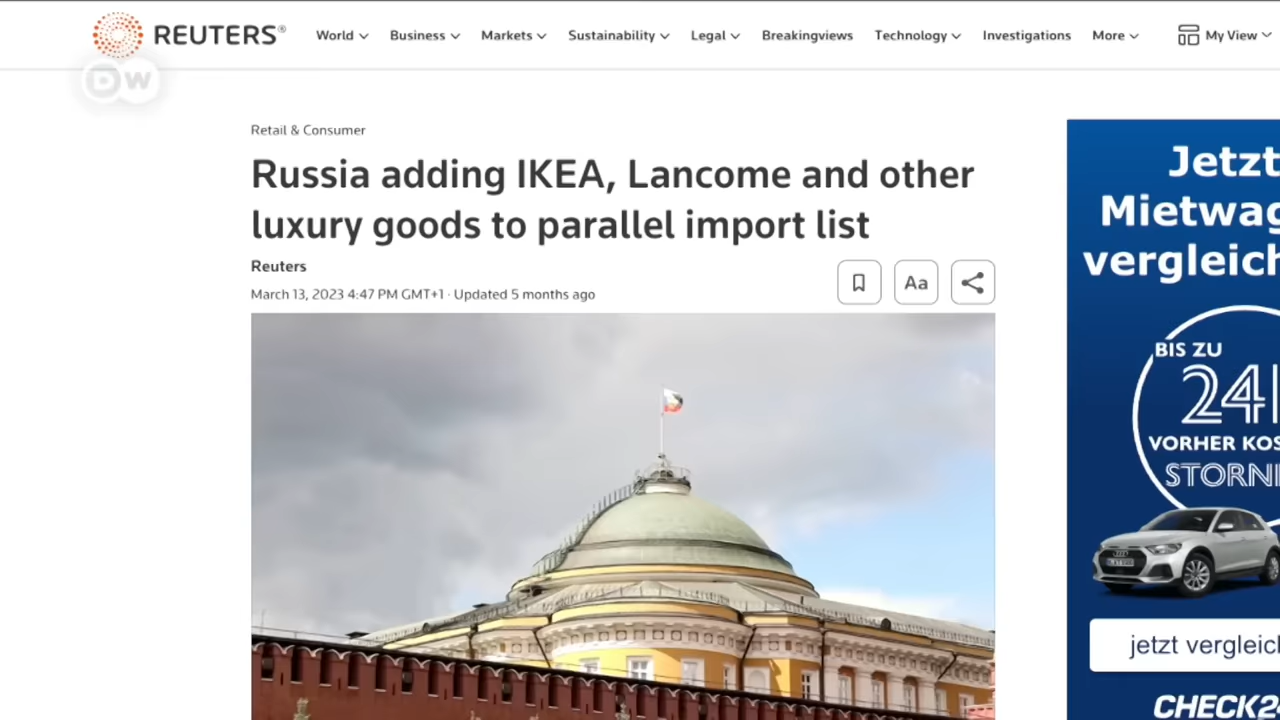 REUTERS®
World
Business
Markets
Sustainability
Legal
Breakingviews
Technology
Investigations
More
My View
DW
Retail & Consumer
Russia adding IKEA, Lancome and other
luxury goods to parallel import list
Reuters
March 13, 2023 4:47 PM GMT+1 · Updated 5 months ago
Aa
Jetzt
Mietwag
vergleich
BIS ZU
24
VORHER KOS
STORNI
jetzt vergleic
CHECK2